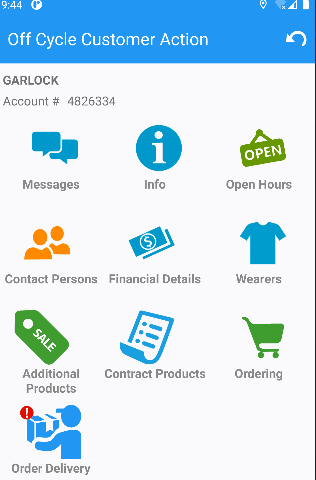 9:44
Off Cycle Customer Action
GARLOCK
Account # 4826334
Messages
Info
OPEN
Open Hours
Contact Persons
Financial Details
Wearers
SALE
Additional
Products
Contract Products
Ordering
Order Delivery